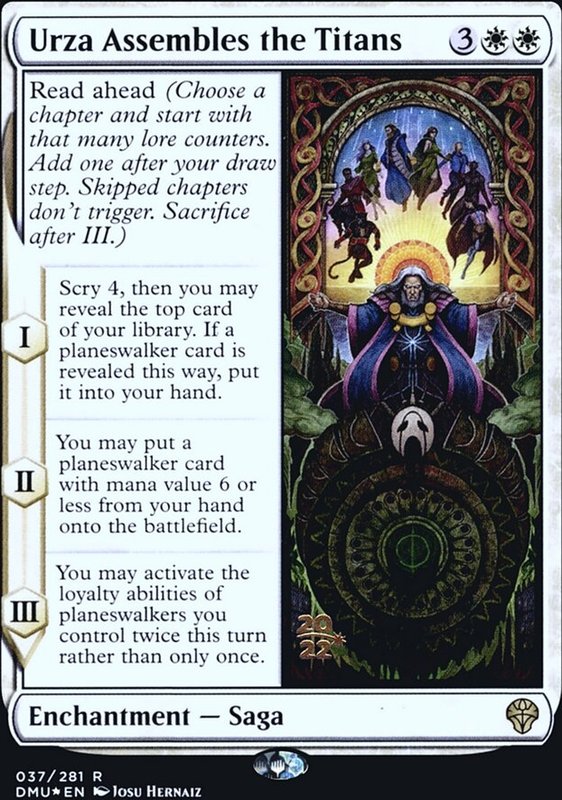 Urza Assembles the Titans 3
Read ahead (Choose a
chapter and start with
that many lore counters.
Add one after your draw
step. Skipped chapters
don't trigger. Sacrifice
after III.)
I
Scry 4, then you may
reveal the top card
of your library. If a
planeswalker card is
revealed this way, put
it into your hand.
II
You may put a
planeswalker card
with mana value 6 or
less from your hand
onto the battlefield.
III
You may activate the
loyalty abilities of
planeswalkers you
control twice this turn
rather than only once.
20
22★
Enchantment — Saga
037/281 R
DMU★EN Josu Hernaiz